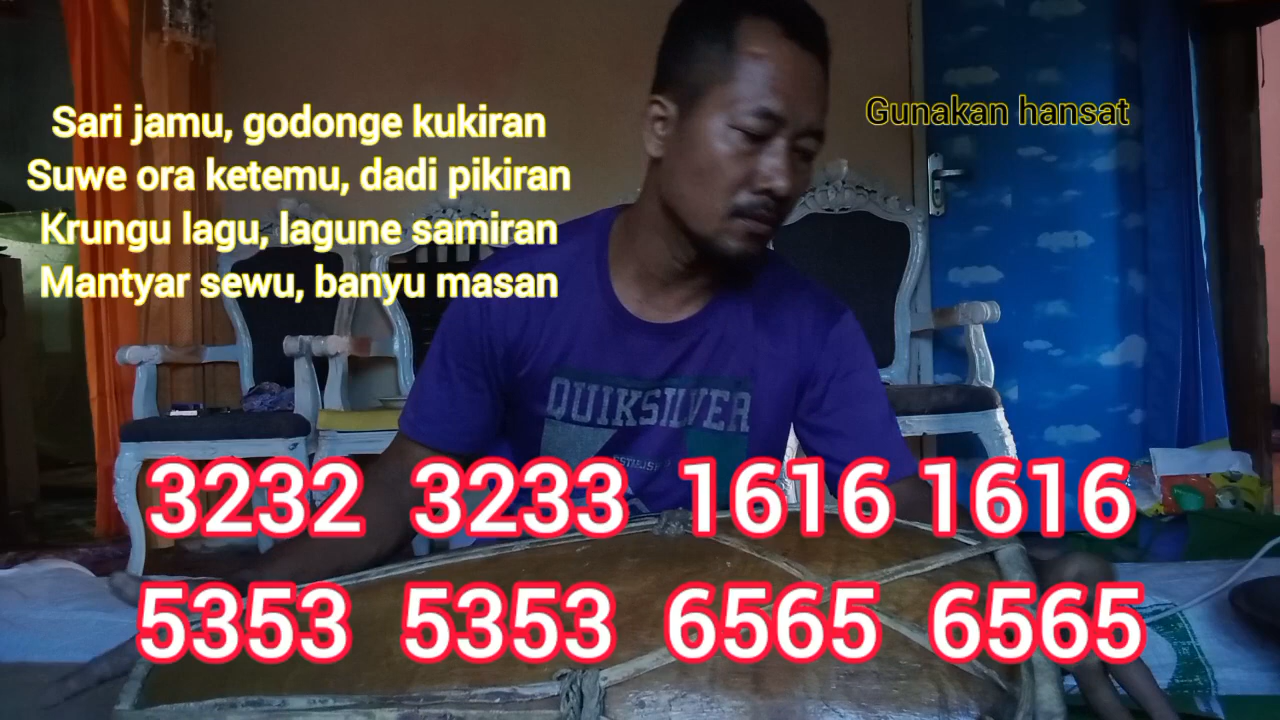 Sari jamu, godonge kukiran
Suwe ora ketemu, dadi pikiran
Krungu lagu, lagune samiran
Mantyar sewu, banyu masan
Gunakan hansat
QUIKSILVER
3232 3233 1616 1616
5353 5353 6565 6565